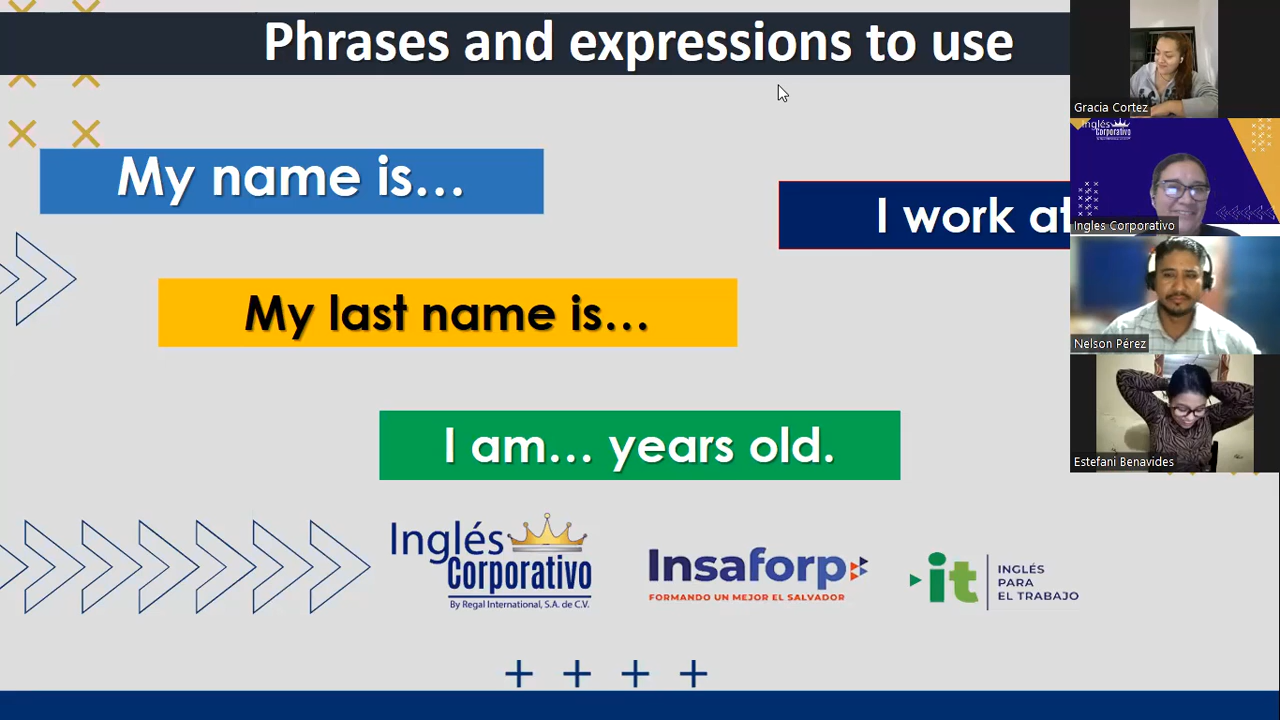 Phrases and expressions to use
My name is...
I work at
My last name is...
I am... years old.
Inglés
Corporativo
By Regal International, S.A. de C.V.
Insaforp
FORMANDO UN MEJOR EL SALVADOR
it
INGLÉS
PARA
EL TRABAJO
Gracia Cortez
Inglés
Corporativo
Ingles Corporativo
Nelson Pérez
Estefani Benavides